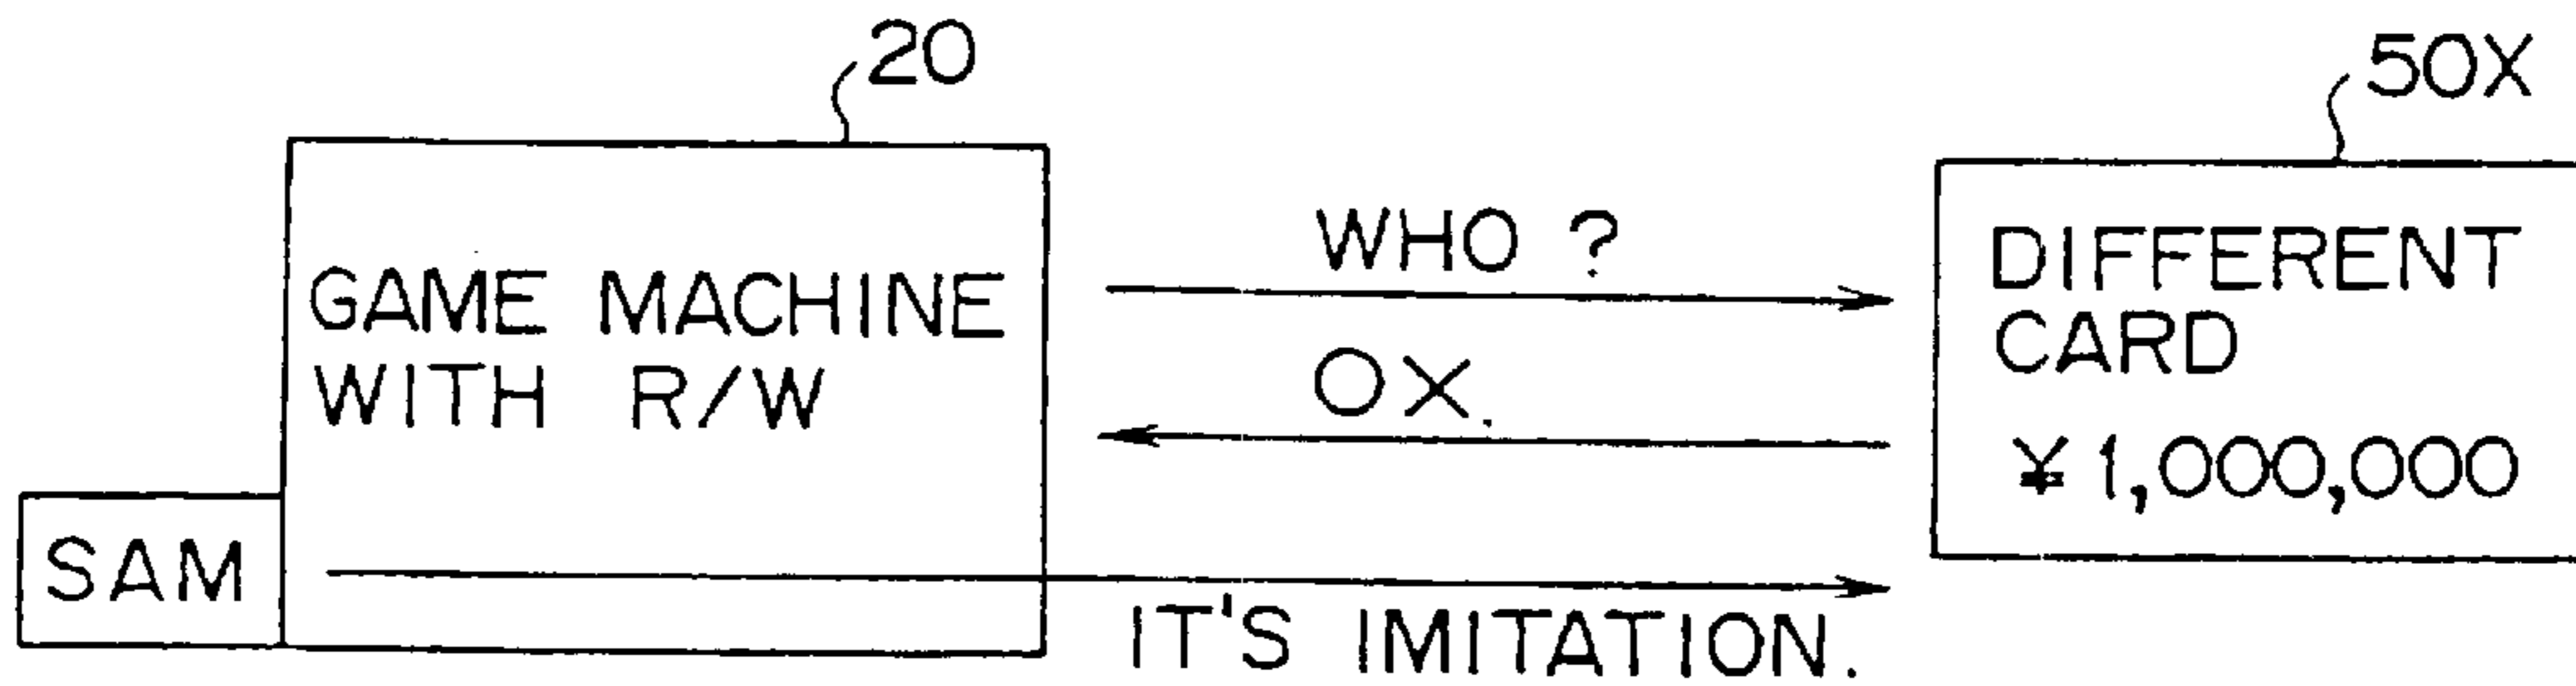 20
50X
GAME MACHINE
WITH R/W
SAM
WHO ?
OX.
IT'S IMITATION.
DIFFERENT
CARD
¥1,000,000